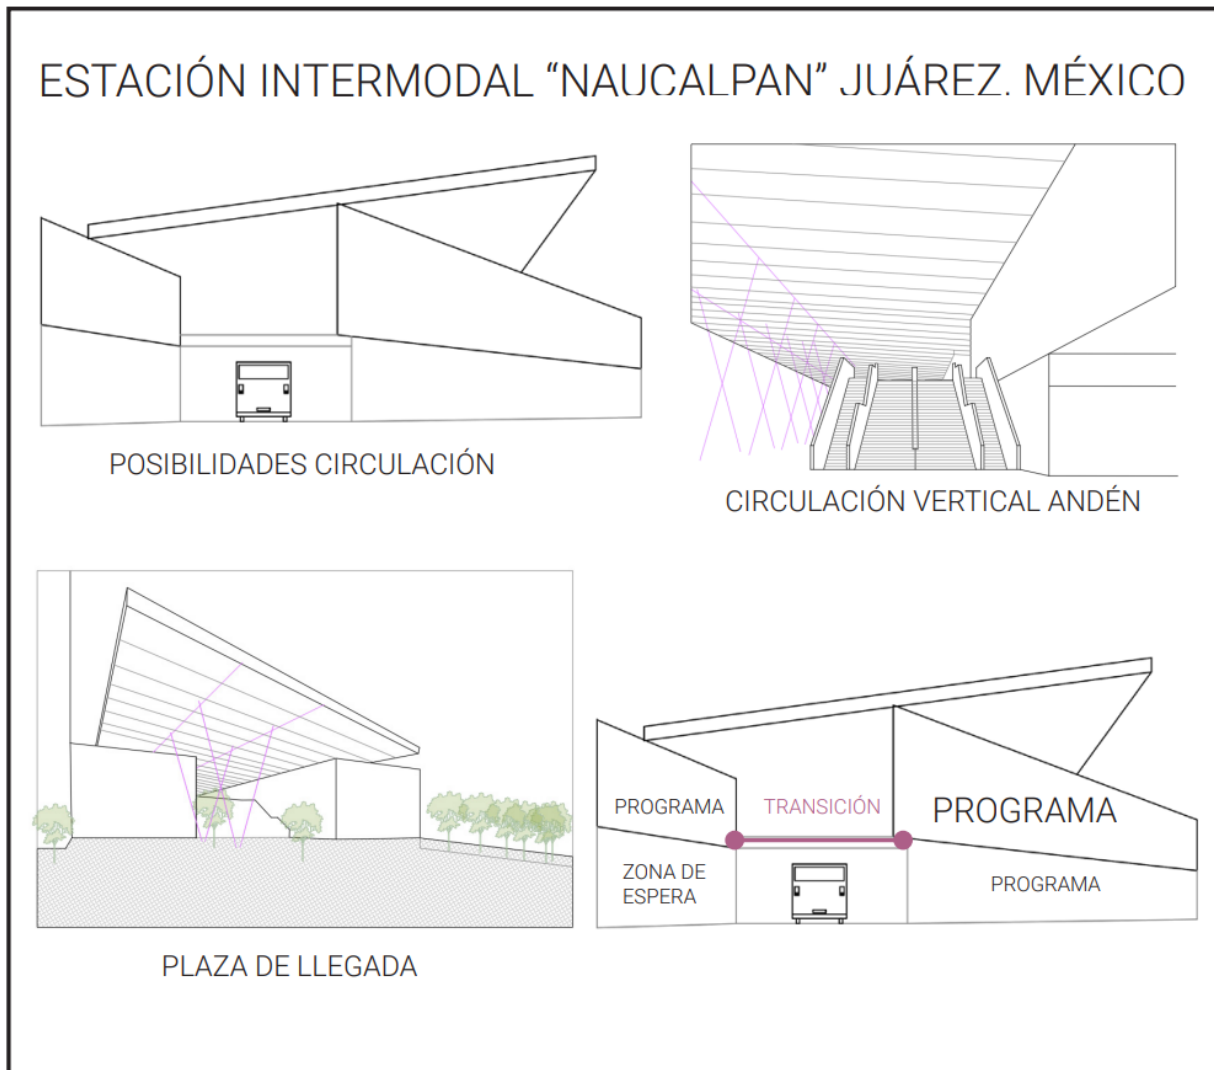 ESTACIÓN INTERMODAL “NAUCALPAN” JUÁREZ. MÉXICO
POSIBILIDADES CIRCULACIÓN
CIRCULACIÓN VERTICAL ANDÉN
PLAZA DE LLEGADA
PROGRAMA
TRANSICIÓN
PROGRAMA
ZONA DE
ESPERA
PROGRAMA